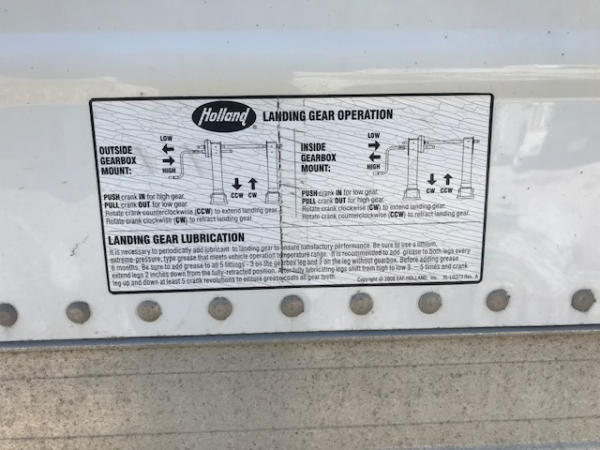 Holland LANDING GEAR OPERATION
OUTSIDE
GEARBOX
MOUNT:
LOW
HIGH
CCW CW
PUSH crank IN for high gear.
PULL crank OUT for low gear.
Rotate crank counterclockwise (CCW) to extend landing gear.
Rotate crank clockwise (CW) to retract landing gear.
INSIDE
GEARBOX
MOUNT:
LOW
HIGH
CW CCW
PUSH crank IN for low gear.
PULL crank OUT for high gear.
Rotate crank clockwise (CW) to extend landing gear.
Rotate crank counterclockwise (CCW) to retract landing gear.
LANDING GEAR LUBRICATION
It is necessary to periodically add lubricant to landing gear to ensure satisfactory performance. Be sure to use a lithium,
extreme-pressure, type grease that meets vehicle operation temperature range. It is recommended to add grease to both legs every
6 months. Be sure to add grease to all 5 fittings - 3 on the gearbox leg and 2 on the leg without gearbox. Before adding grease
extend legs 2 inches down from the fully-retracted position. After fully lubricating legs shift from high to low 3 - 5 times and crank
leg up and down at least 5 crank revolutions to ensure grease coats all gear teeth.
Copyright © 2008 SAF-HOLLAND, Inc. XL-LG373 Rev. A